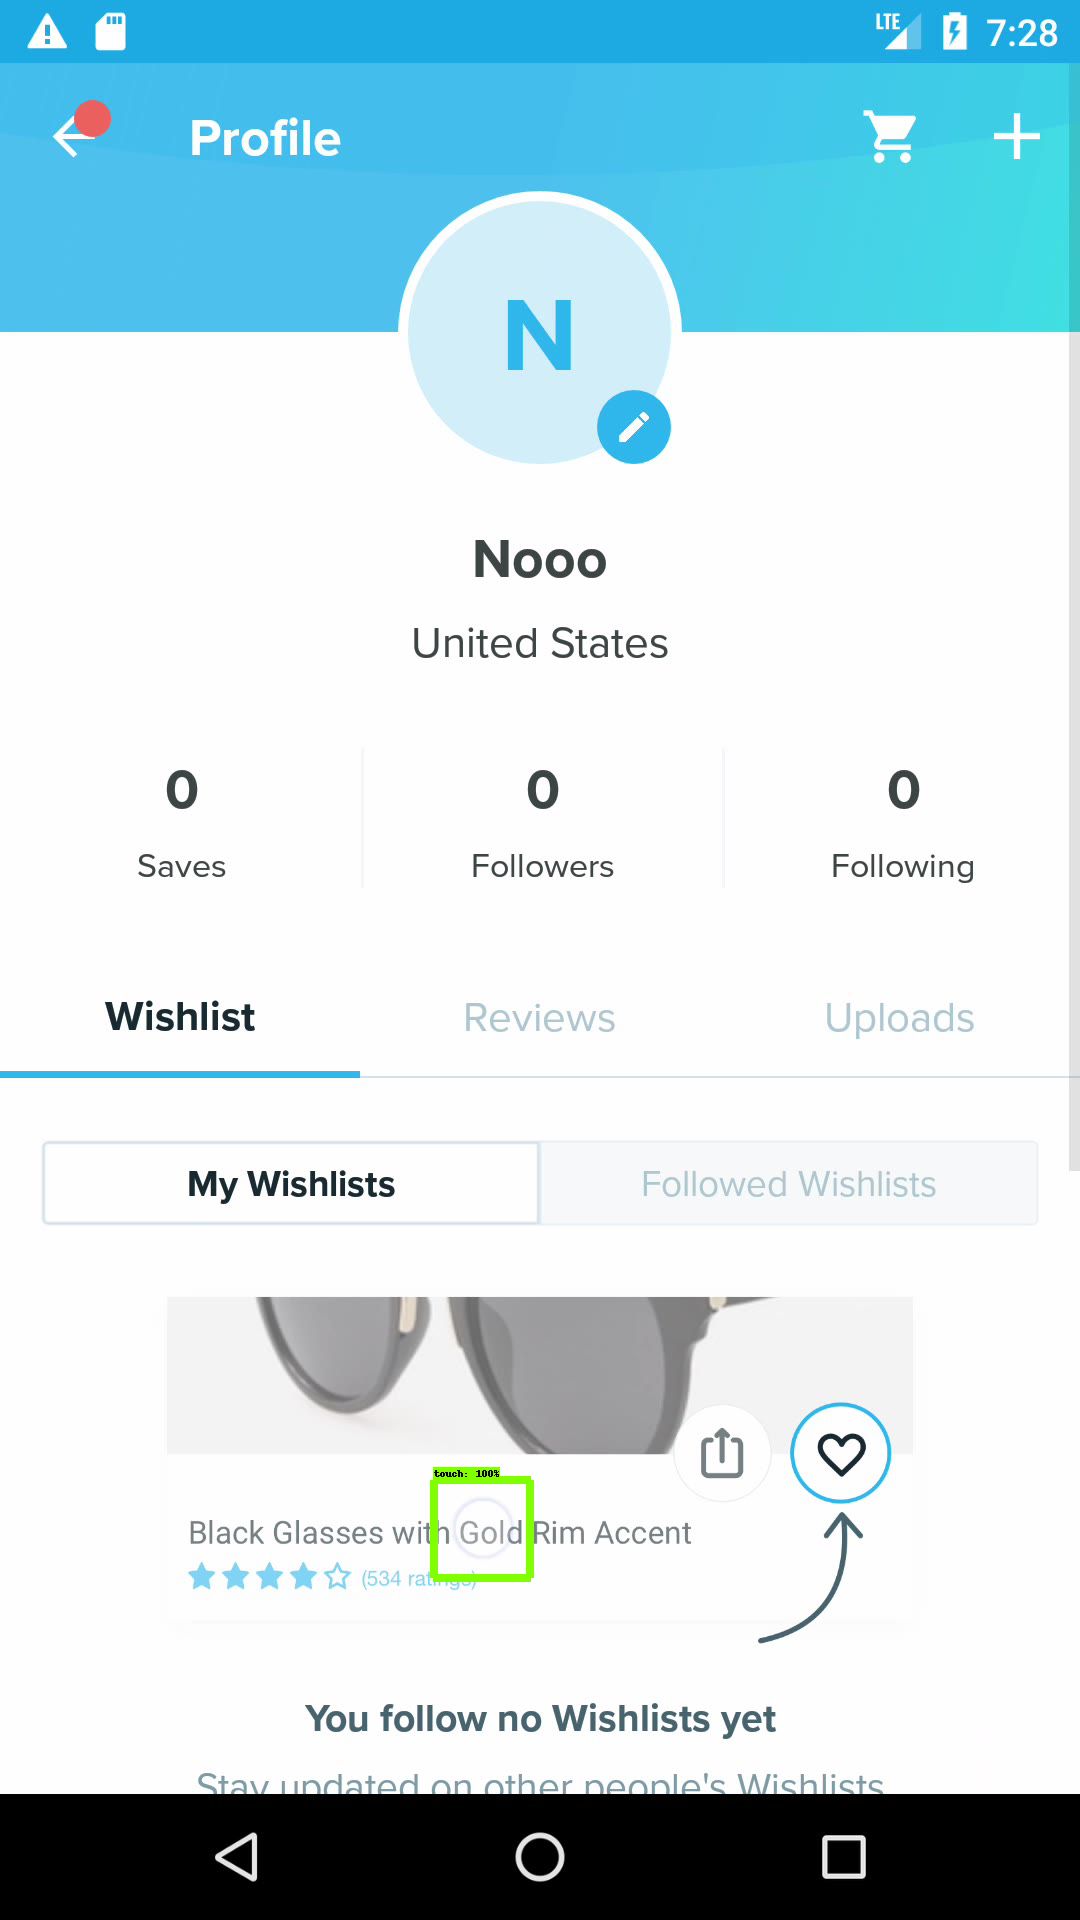 LTE 7:28
Profile
N
Nooo
United States
0 0 0
Saves Followers Following
Wishlist Reviews Uploads
My Wishlists Followed Wishlists
touch: 100%
Black Glasses with Gold Rim Accent
(534 ratings)
You follow no Wishlists yet
Stay updated on other people's Wishlists